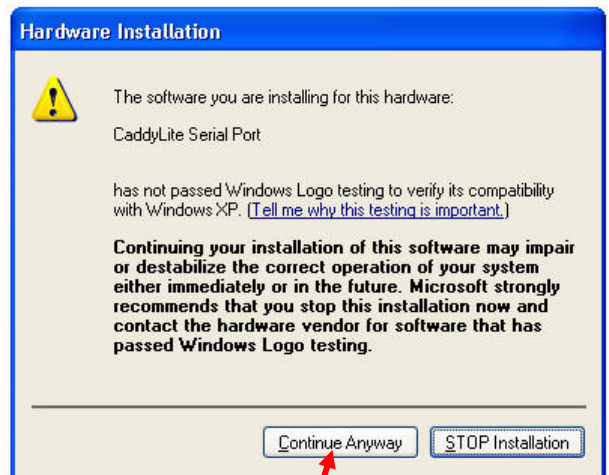 Hardware Installation
The software you are installing for this hardware:
CaddyLite Serial Port
has not passed Windows Logo testing to verify its compatibility
with Windows XP. (Tell me why this testing is important.)
Continuing your installation of this software may impair
or destabilize the correct operation of your system
either immediately or in the future. Microsoft strongly
recommends that you stop this installation now and
contact the hardware vendor for software that has
passed Windows Logo testing.
Continue Anyway
STOP Installation